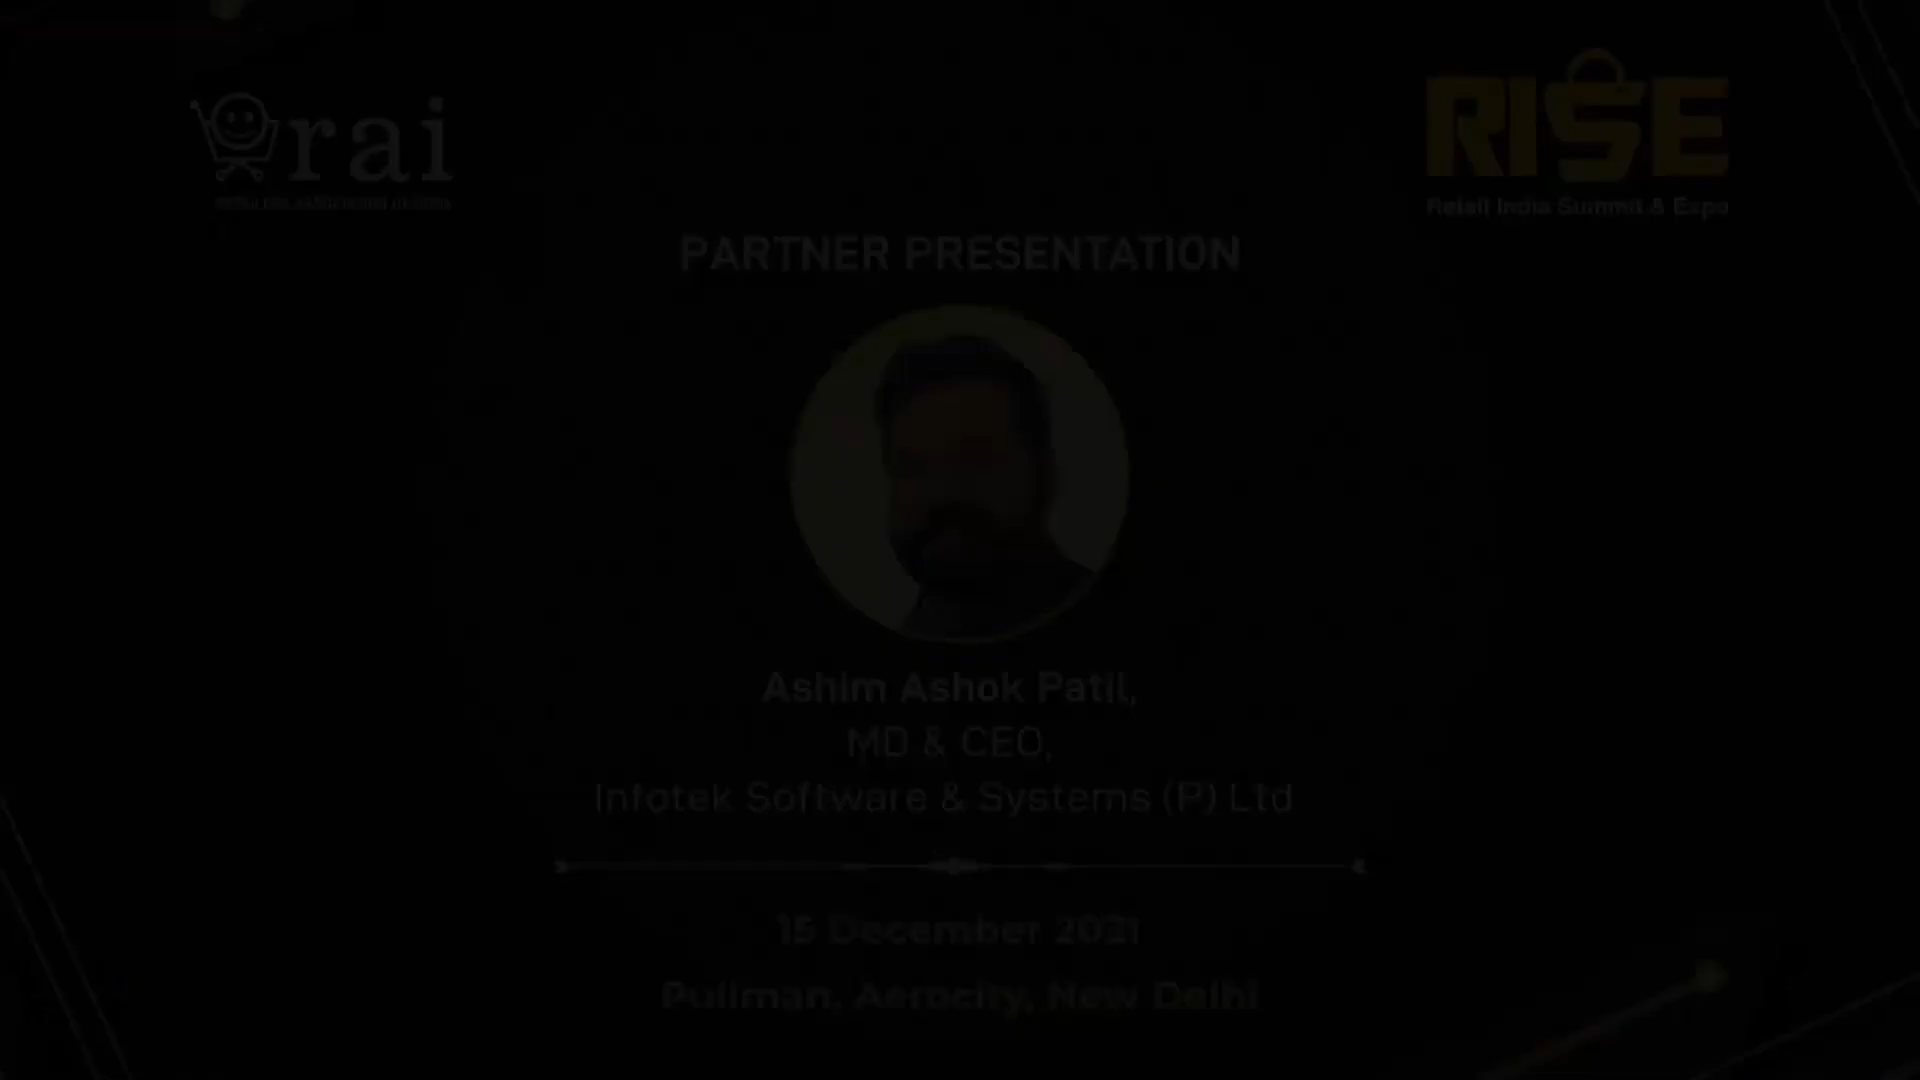 rai
RISE
Retail India Summit & Expo
PARTNER PRESENTATION
Ashim Ashok Patil,
MD & CEO,
Infotek Software & Systems (P) Ltd
15 December 2021
Pullman, Aerocity, New Delhi